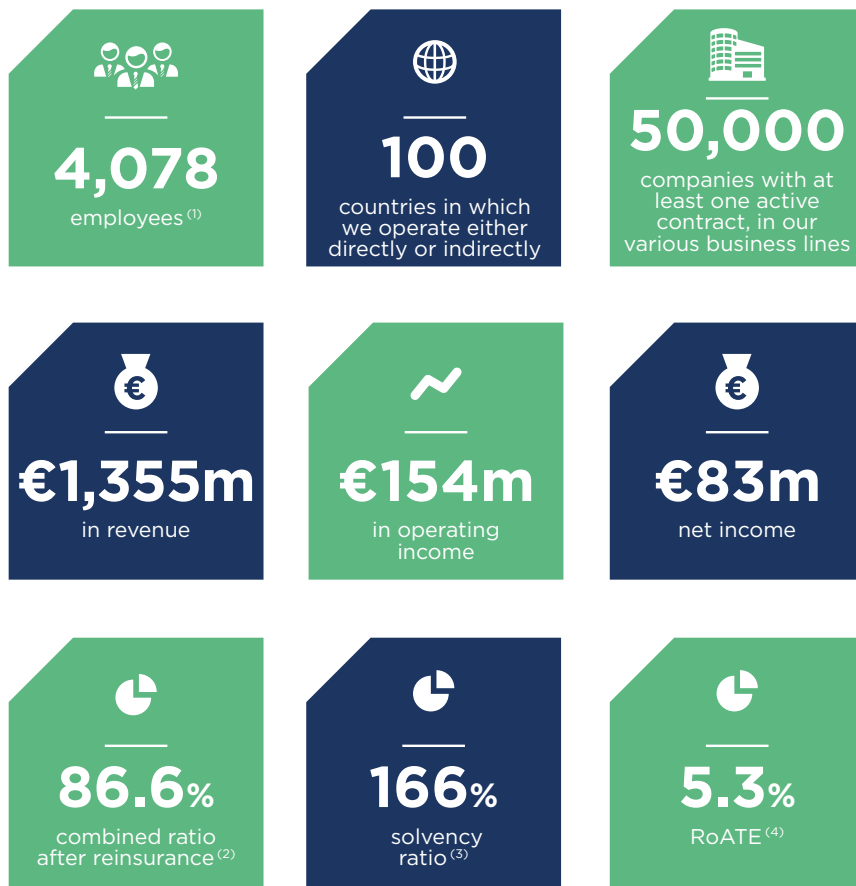 4,078
employees (1)
100
countries in which
we operate either
directly or indirectly
50,000
companies with at
least one active
contract, in our
various business lines
€
€1,355m
in revenue
€154m
in operating
income
€
€83m
net income
86.6%
combined ratio
after reinsurance (2)
166%
solvency
ratio (3)
5.3%
RoATE (4)